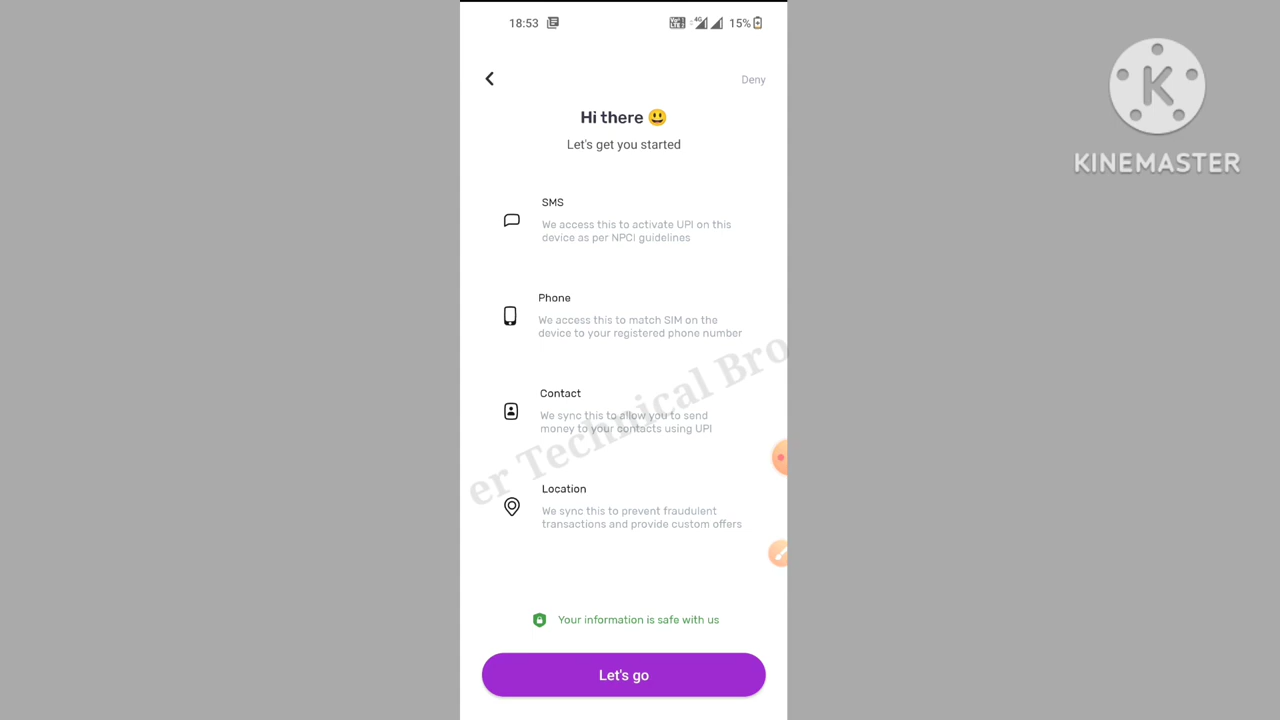 18:53
4G
15%
Deny
Hi there 😃
Let's get you started
SMS
We access this to activate UPI on this
device as per NPCI guidelines
Phone
We access this to match SIM on the
device to your registered phone number
Contact
We sync this to allow you to send
money to your contacts using UPI
Location
We sync this to prevent fraudulent
transactions and provide custom offers
Your information is safe with us
Let's go
er Technical Bro
K
KINEMASTER